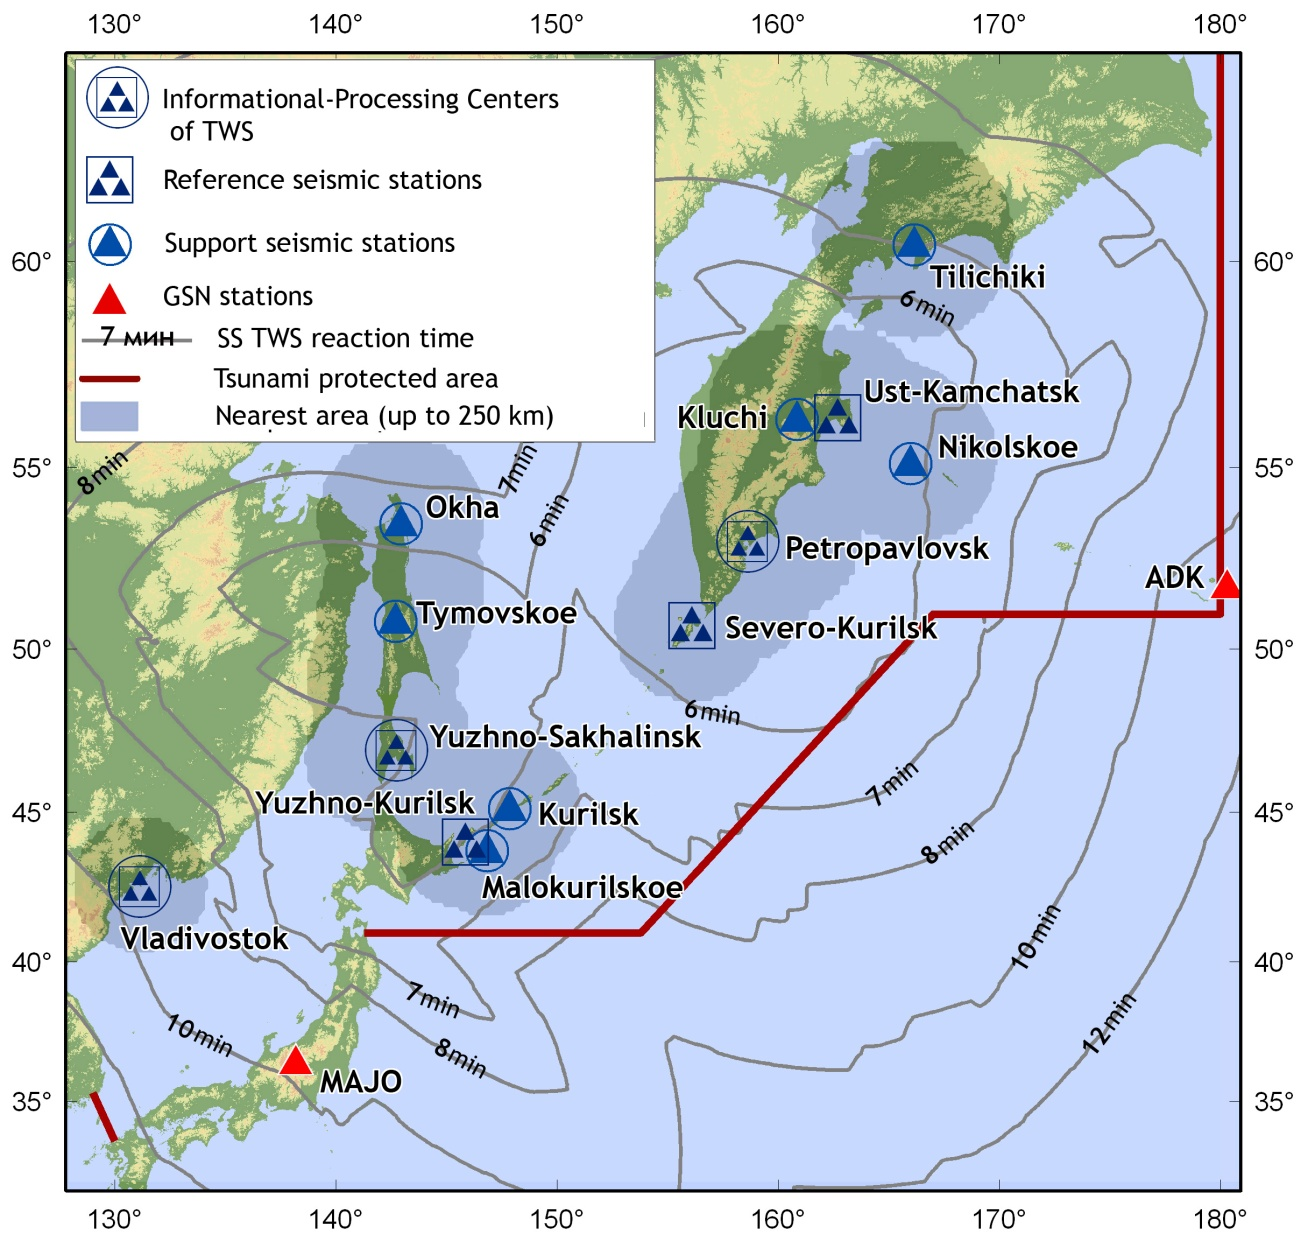 130° 140° 150° 160° 170° 180°
Informational-Processing Centers
of TWS
Reference seismic stations
Support seismic stations
GSN stations
7 мин SS TWS reaction time
Tsunami protected area
Nearest area (up to 250 km)
60° 60°
Tilichiki
6 min
Ust-Kamchatsk
Kluchi
Nikolskoe
55° 55°
8 min
7 min
6 min
Okha
Petropavlovsk
ADK
Tymovskoe
Severo-Kurilsk
50° 50°
6 min
Yuzhno-Sakhalinsk
7 min
Yuzhno-Kurilsk
Kurilsk
45° 45°
8 min
Malokurilskoe
Vladivostok
10 min
40° 40°
7 min
12 min
10 min
8 min
MAJO
35° 35°
130° 140° 150° 160° 170° 180°